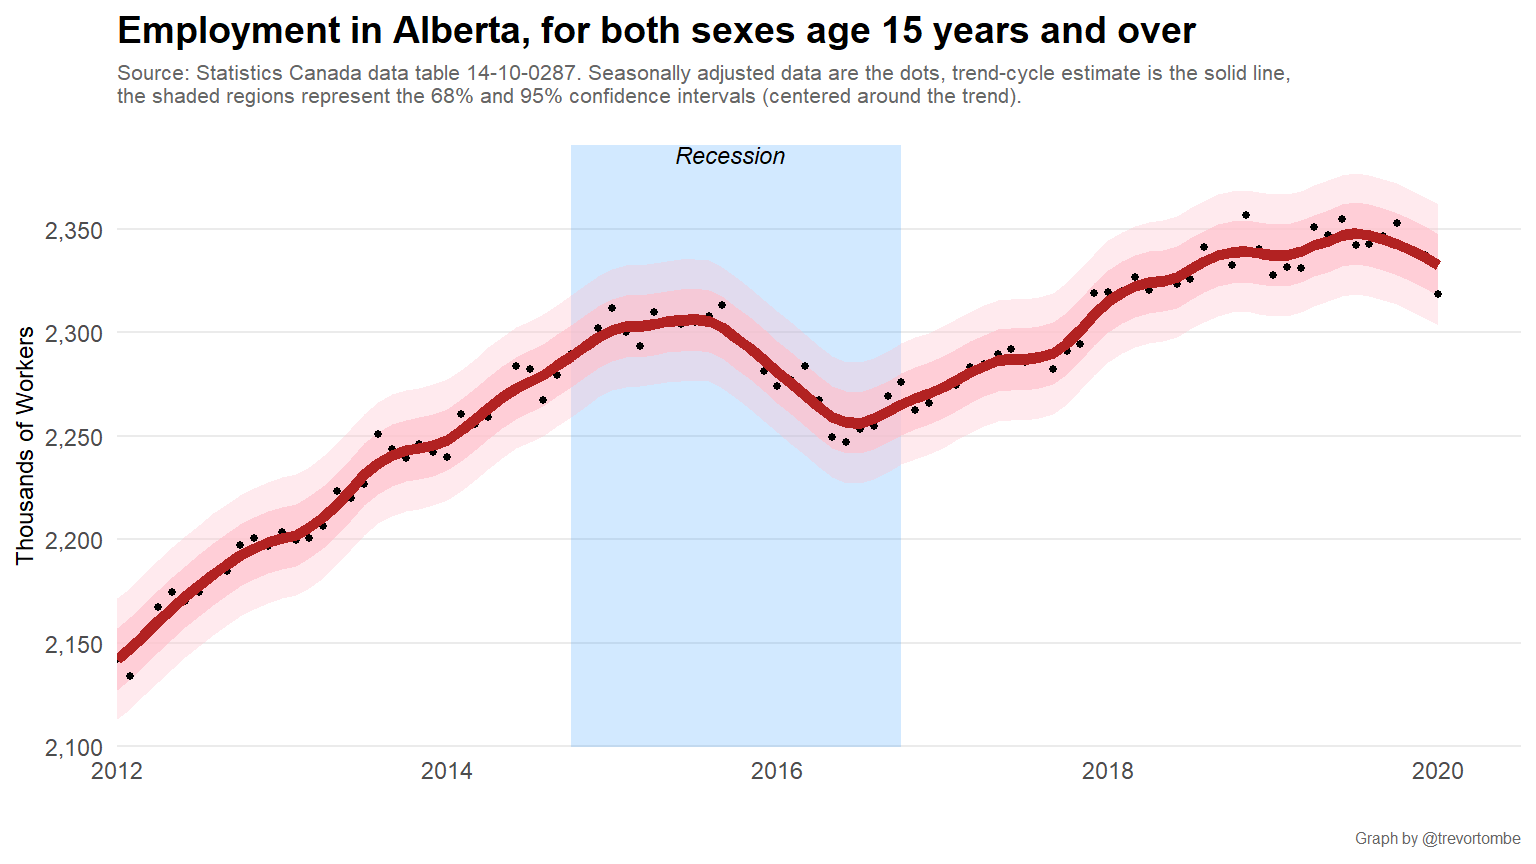 Employment in Alberta, for both sexes age 15 years and over
Source: Statistics Canada data table 14-10-0287. Seasonally adjusted data are the dots, trend-cycle estimate is the solid line,
the shaded regions represent the 68% and 95% confidence intervals (centered around the trend).
Recession
Thousands of Workers
2,350
2,300
2,250
2,200
2,150
2,100
2012
2014
2016
2018
2020
Graph by @trevortombe